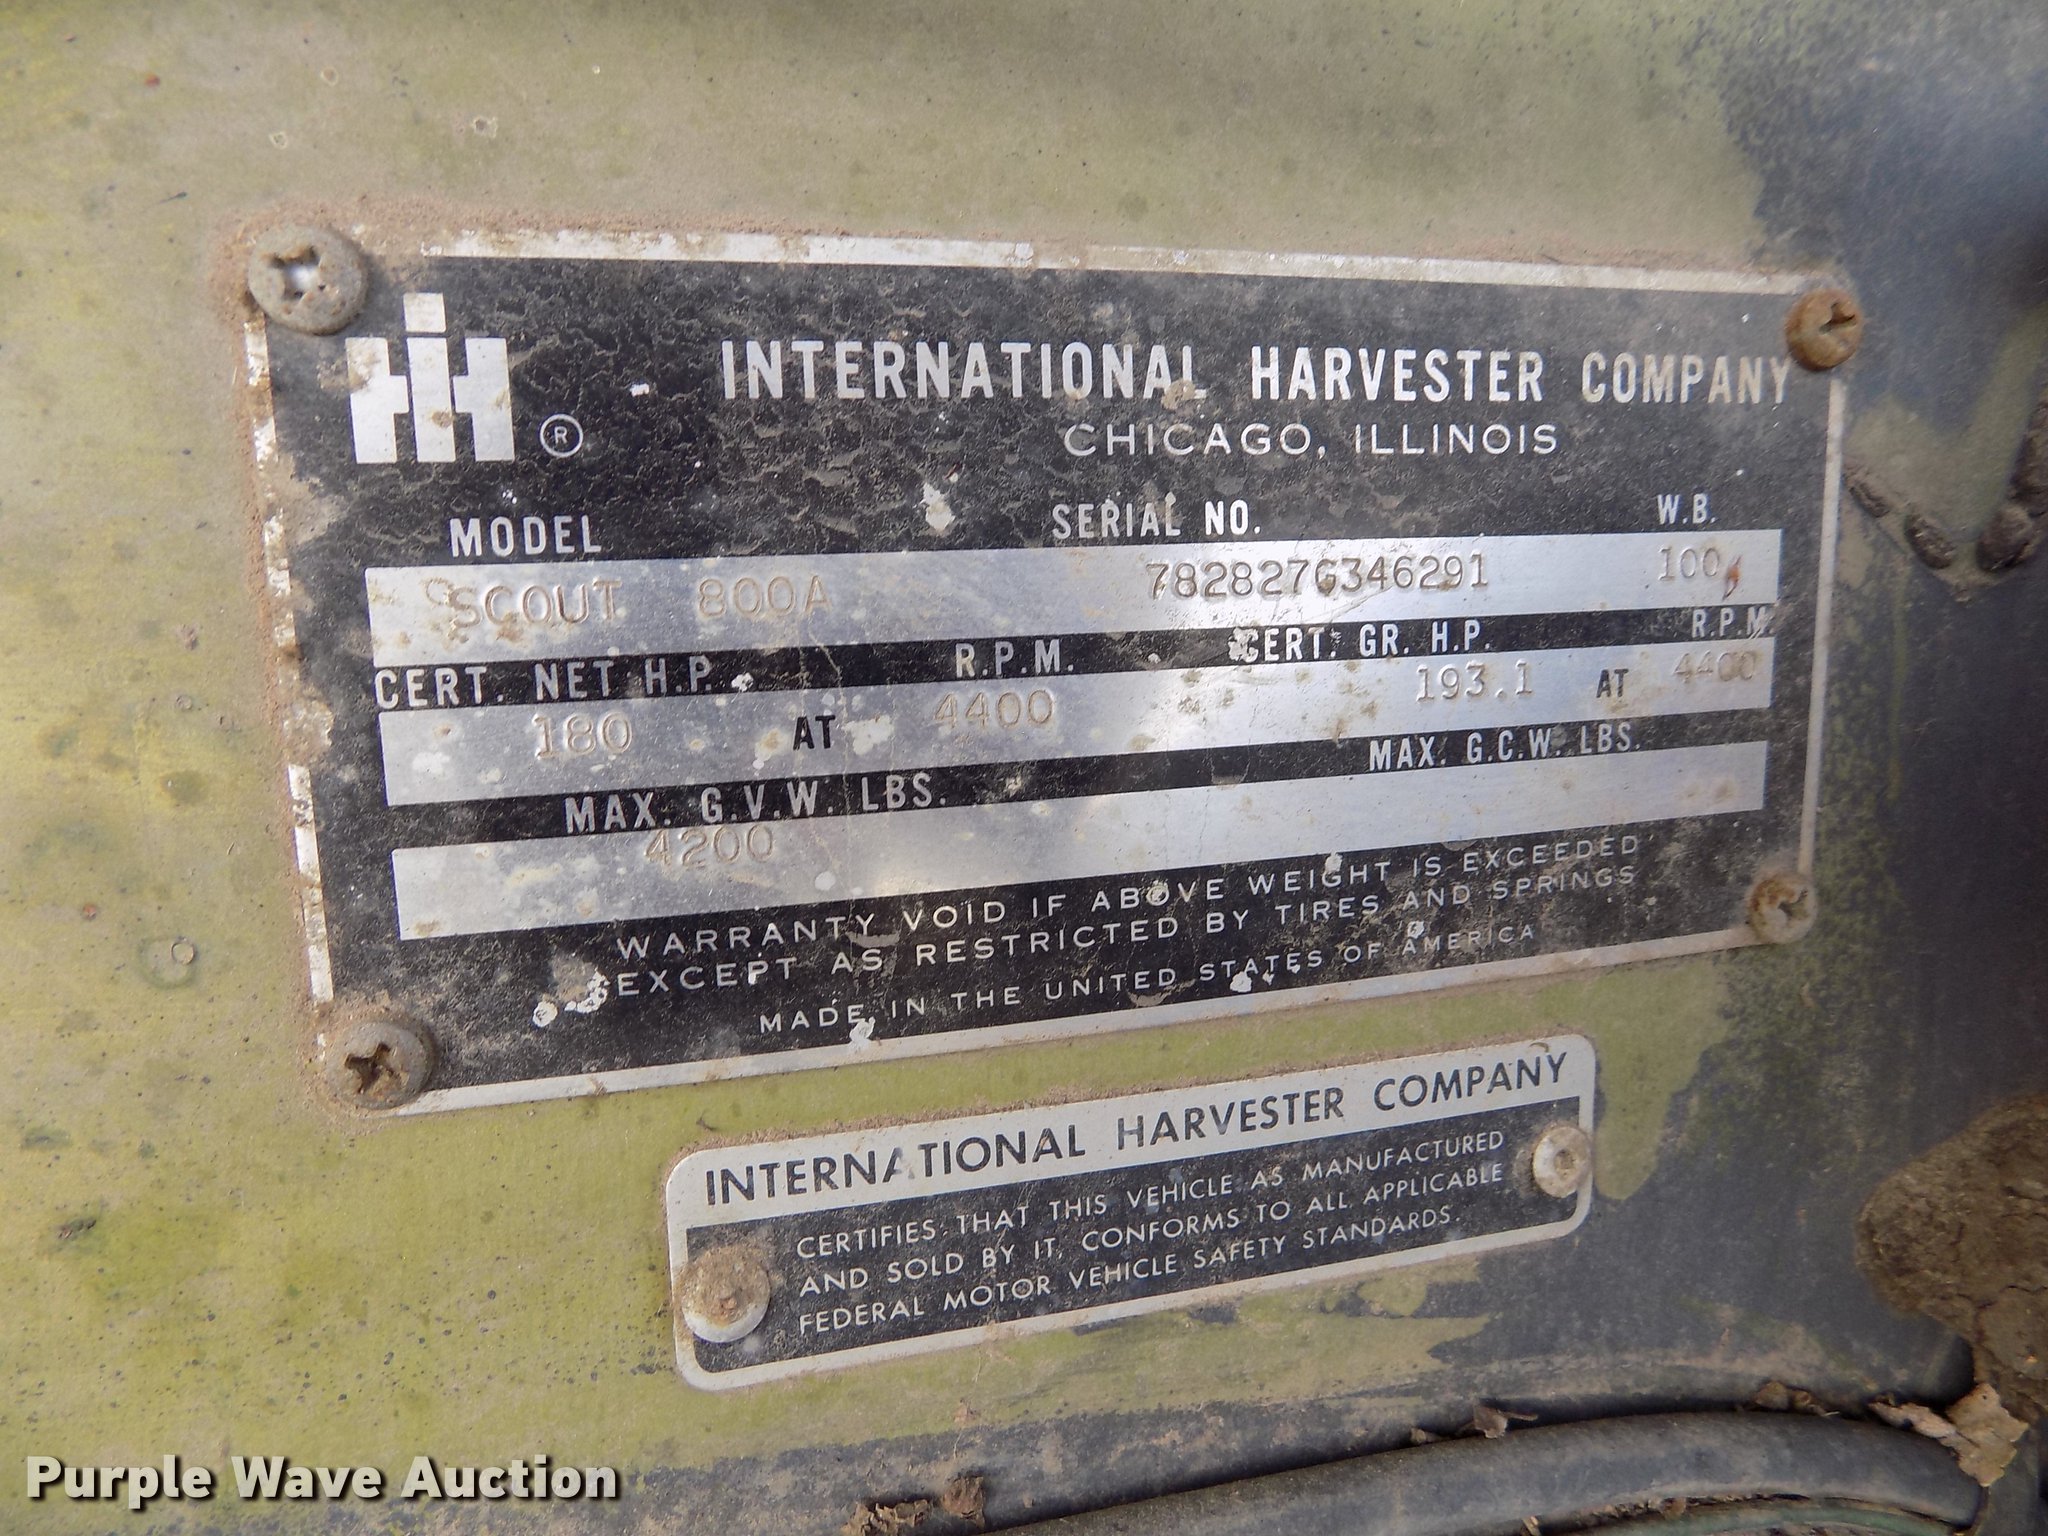 IH ®
INTERNATIONAL HARVESTER COMPANY
CHICAGO, ILLINOIS
MODEL SERIAL NO. W.B.
SCOUT 800A 782827G346291 100
CERT. NET H.P. R.P.M. CERT. GR. H.P. R.P.M.
180 AT 4400 193.1 AT 4400
MAX. G.V.W. LBS. MAX. G.C.W. LBS.
4200
WARRANTY VOID IF ABOVE WEIGHT IS EXCEEDED
EXCEPT AS RESTRICTED BY TIRES AND SPRINGS
MADE IN THE UNITED STATES OF AMERICA
INTERNATIONAL HARVESTER COMPANY
CERTIFIES THAT THIS VEHICLE AS MANUFACTURED
AND SOLD BY IT, CONFORMS TO ALL APPLICABLE
FEDERAL MOTOR VEHICLE SAFETY STANDARDS.
Purple Wave Auction